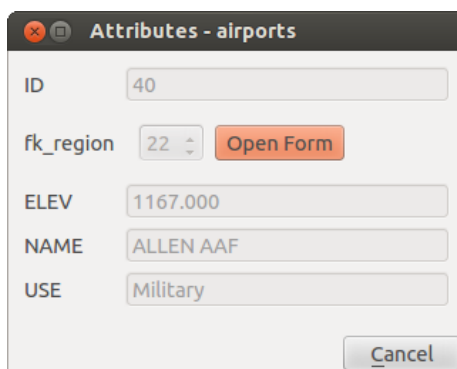 Attributes - airports
ID 40
fk_region 22 Open Form
ELEV 1167.000
NAME ALLEN AAF
USE Military
Cancel